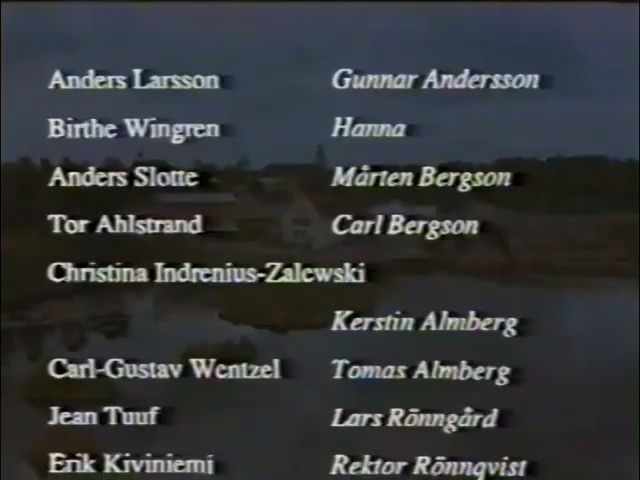 Anders Larsson Gunnar Andersson
Birthe Wingren Hanna
Anders Slotte Mårten Bergson
Tor Ahlstrand Carl Bergson
Christina Indrenius-Zalewski
Kerstin Almberg
Carl-Gustav Wentzel Tomas Almberg
Jean Tuuf Lars Rönngård
Erik Kiviniemi Rektor Rönnqvist